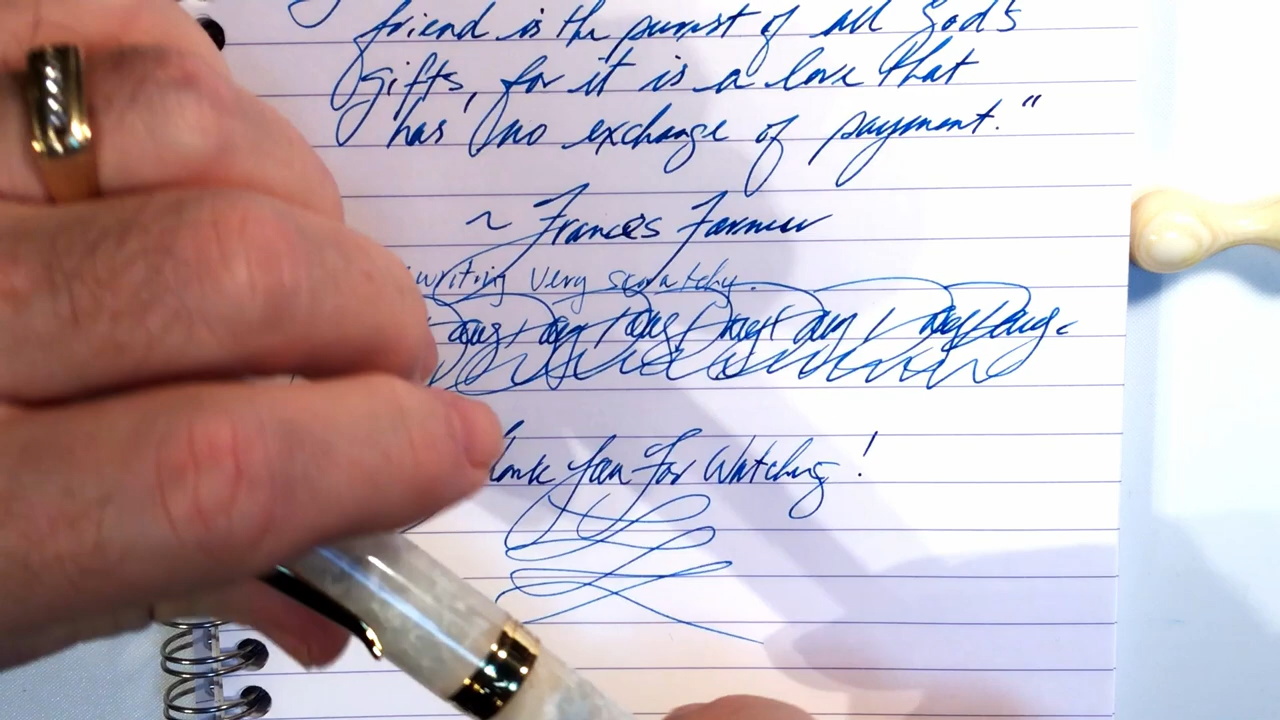 friend is the purest of all God's
gifts, for it is a love that
has no exchange of payment."
~ Frances Farmer
writing very scratchy.
Thank You For Watching!